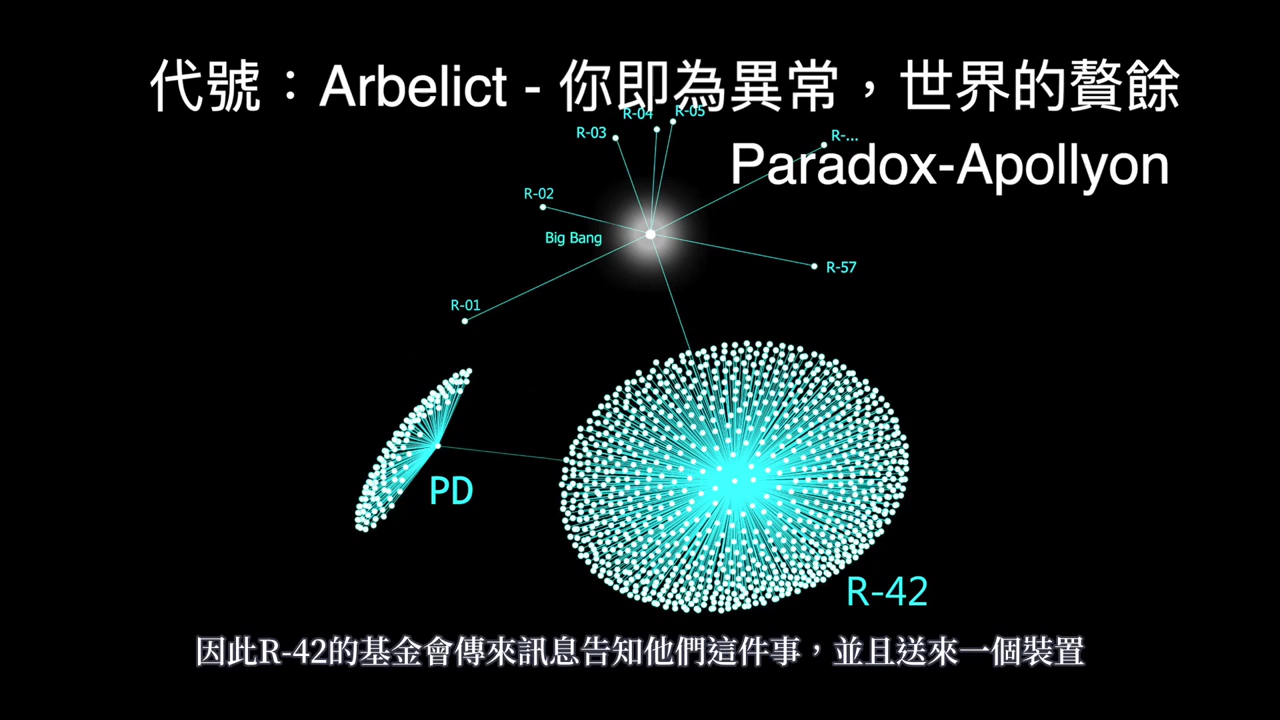 代號：Arbelict - 你即為異常，世界的贅餘
Paradox-Apollyon
R-04
R-05
R-03
R-...
R-02
Big Bang
R-57
R-01
PD
R-42
因此R-42的基金會傳來訊息告知他們這件事，並且送來一個裝置